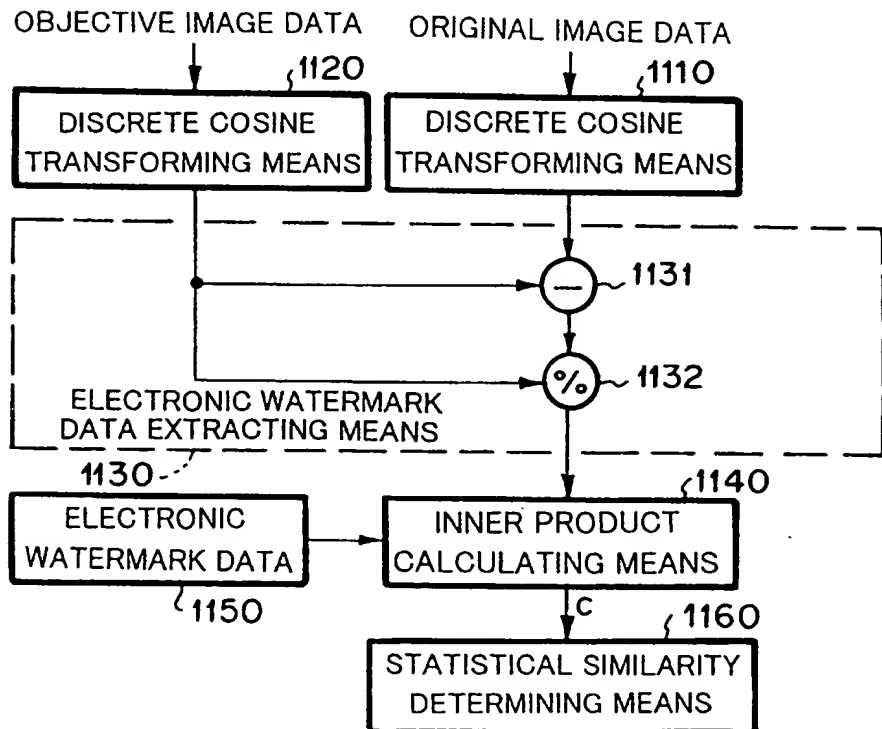 OBJECTIVE IMAGE DATA
ORIGINAL IMAGE DATA
1120
1110
DISCRETE COSINE
TRANSFORMING MEANS
DISCRETE COSINE
TRANSFORMING MEANS
—
1131
%
1132
ELECTRONIC WATERMARK
DATA EXTRACTING MEANS
1130
1140
ELECTRONIC
WATERMARK DATA
INNER PRODUCT
CALCULATING MEANS
1150
C
1160
STATISTICAL SIMILARITY
DETERMINING MEANS